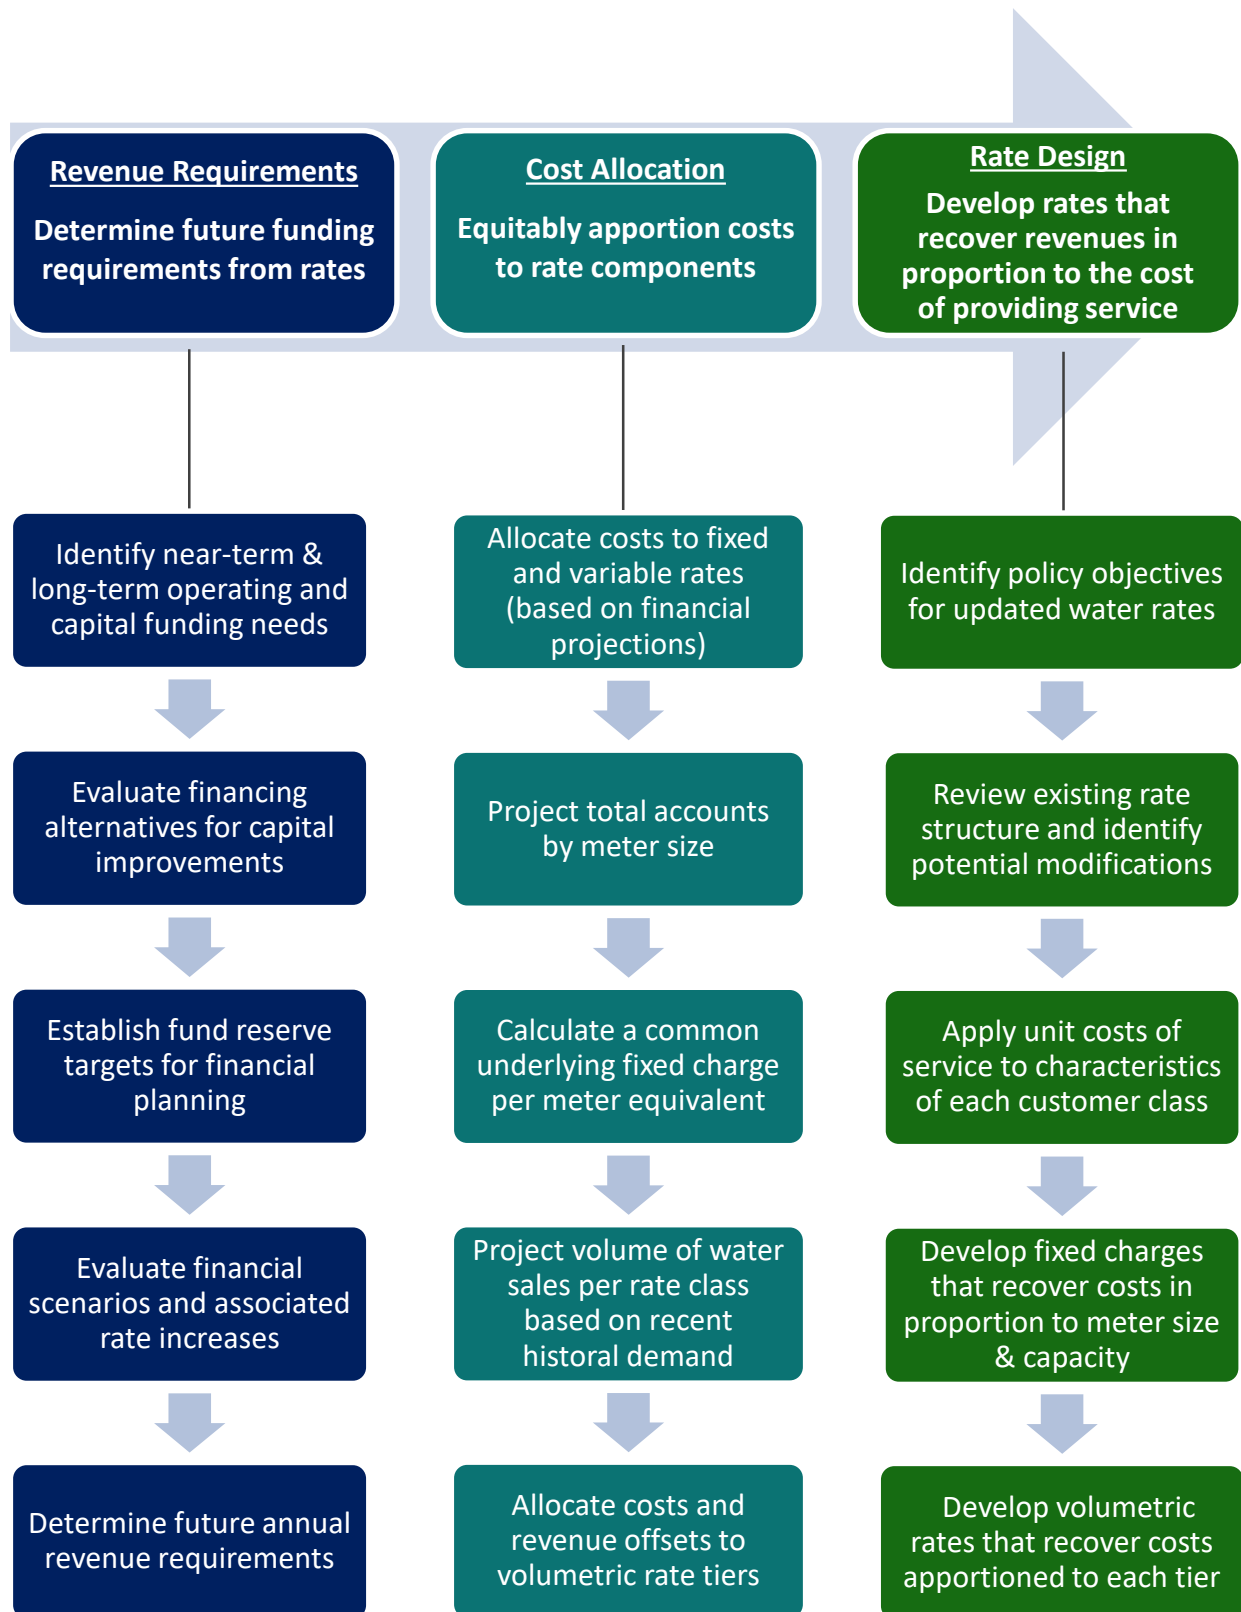 Revenue Requirements
Determine future funding
requirements from rates
Cost Allocation
Equitably apportion costs
to rate components
Rate Design
Develop rates that
recover revenues in
proportion to the cost
of providing service
Identify near-term &
long-term operating and
capital funding needs
Evaluate financing
alternatives for capital
improvements
Establish fund reserve
targets for financial
planning
Evaluate financial
scenarios and associated
rate increases
Determine future annual
revenue requirements
Allocate costs to fixed
and variable rates
(based on financial
projections)
Project total accounts
by meter size
Calculate a common
underlying fixed charge
per meter equivalent
Project volume of water
sales per rate class
based on recent
historal demand
Allocate costs and
revenue offsets to
volumetric rate tiers
Identify policy objectives
for updated water rates
Review existing rate
structure and identify
potential modifications
Apply unit costs of
service to characteristics
of each customer class
Develop fixed charges
that recover costs in
proportion to meter size
& capacity
Develop volumetric
rates that recover costs
apportioned to each tier